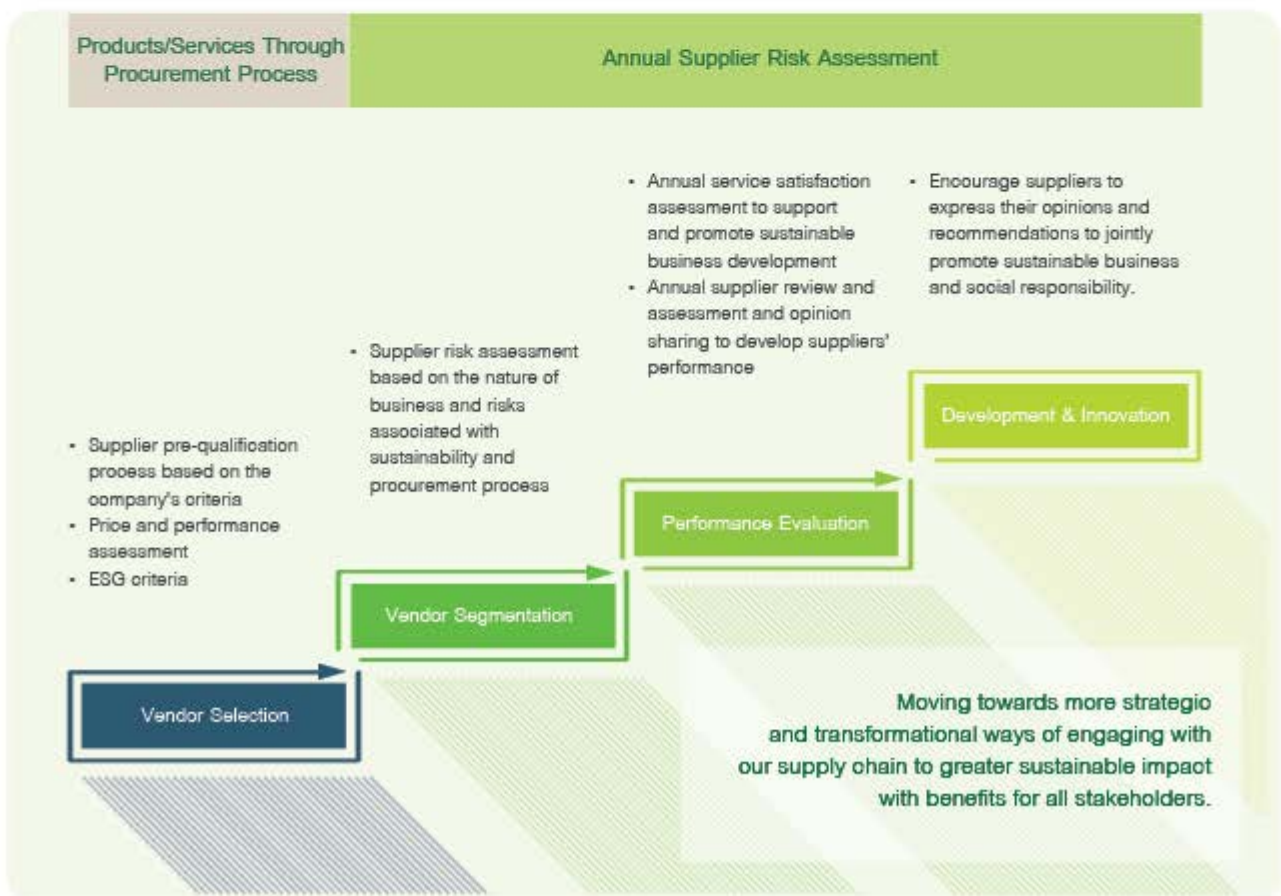 Products/Services Through
Procurement Process
Annual Supplier Risk Assessment
• Supplier pre-qualification
process based on the
company's criteria
• Price and performance
assessment
• ESG criteria
Vendor Selection
• Supplier risk assessment
based on the nature of
business and risks
associated with
sustainability and
procurement process
Vendor Segmentation
• Annual service satisfaction
assessment to support
and promote sustainable
business development
• Annual supplier review and
assessment and opinion
sharing to develop suppliers'
performance
Performance Evaluation
• Encourage suppliers to
express their opinions and
recommendations to jointly
promote sustainable business
and social responsibility.
Development & Innovation
Moving towards more strategic
and transformational ways of engaging with
our supply chain to greater sustainable impact
with benefits for all stakeholders.